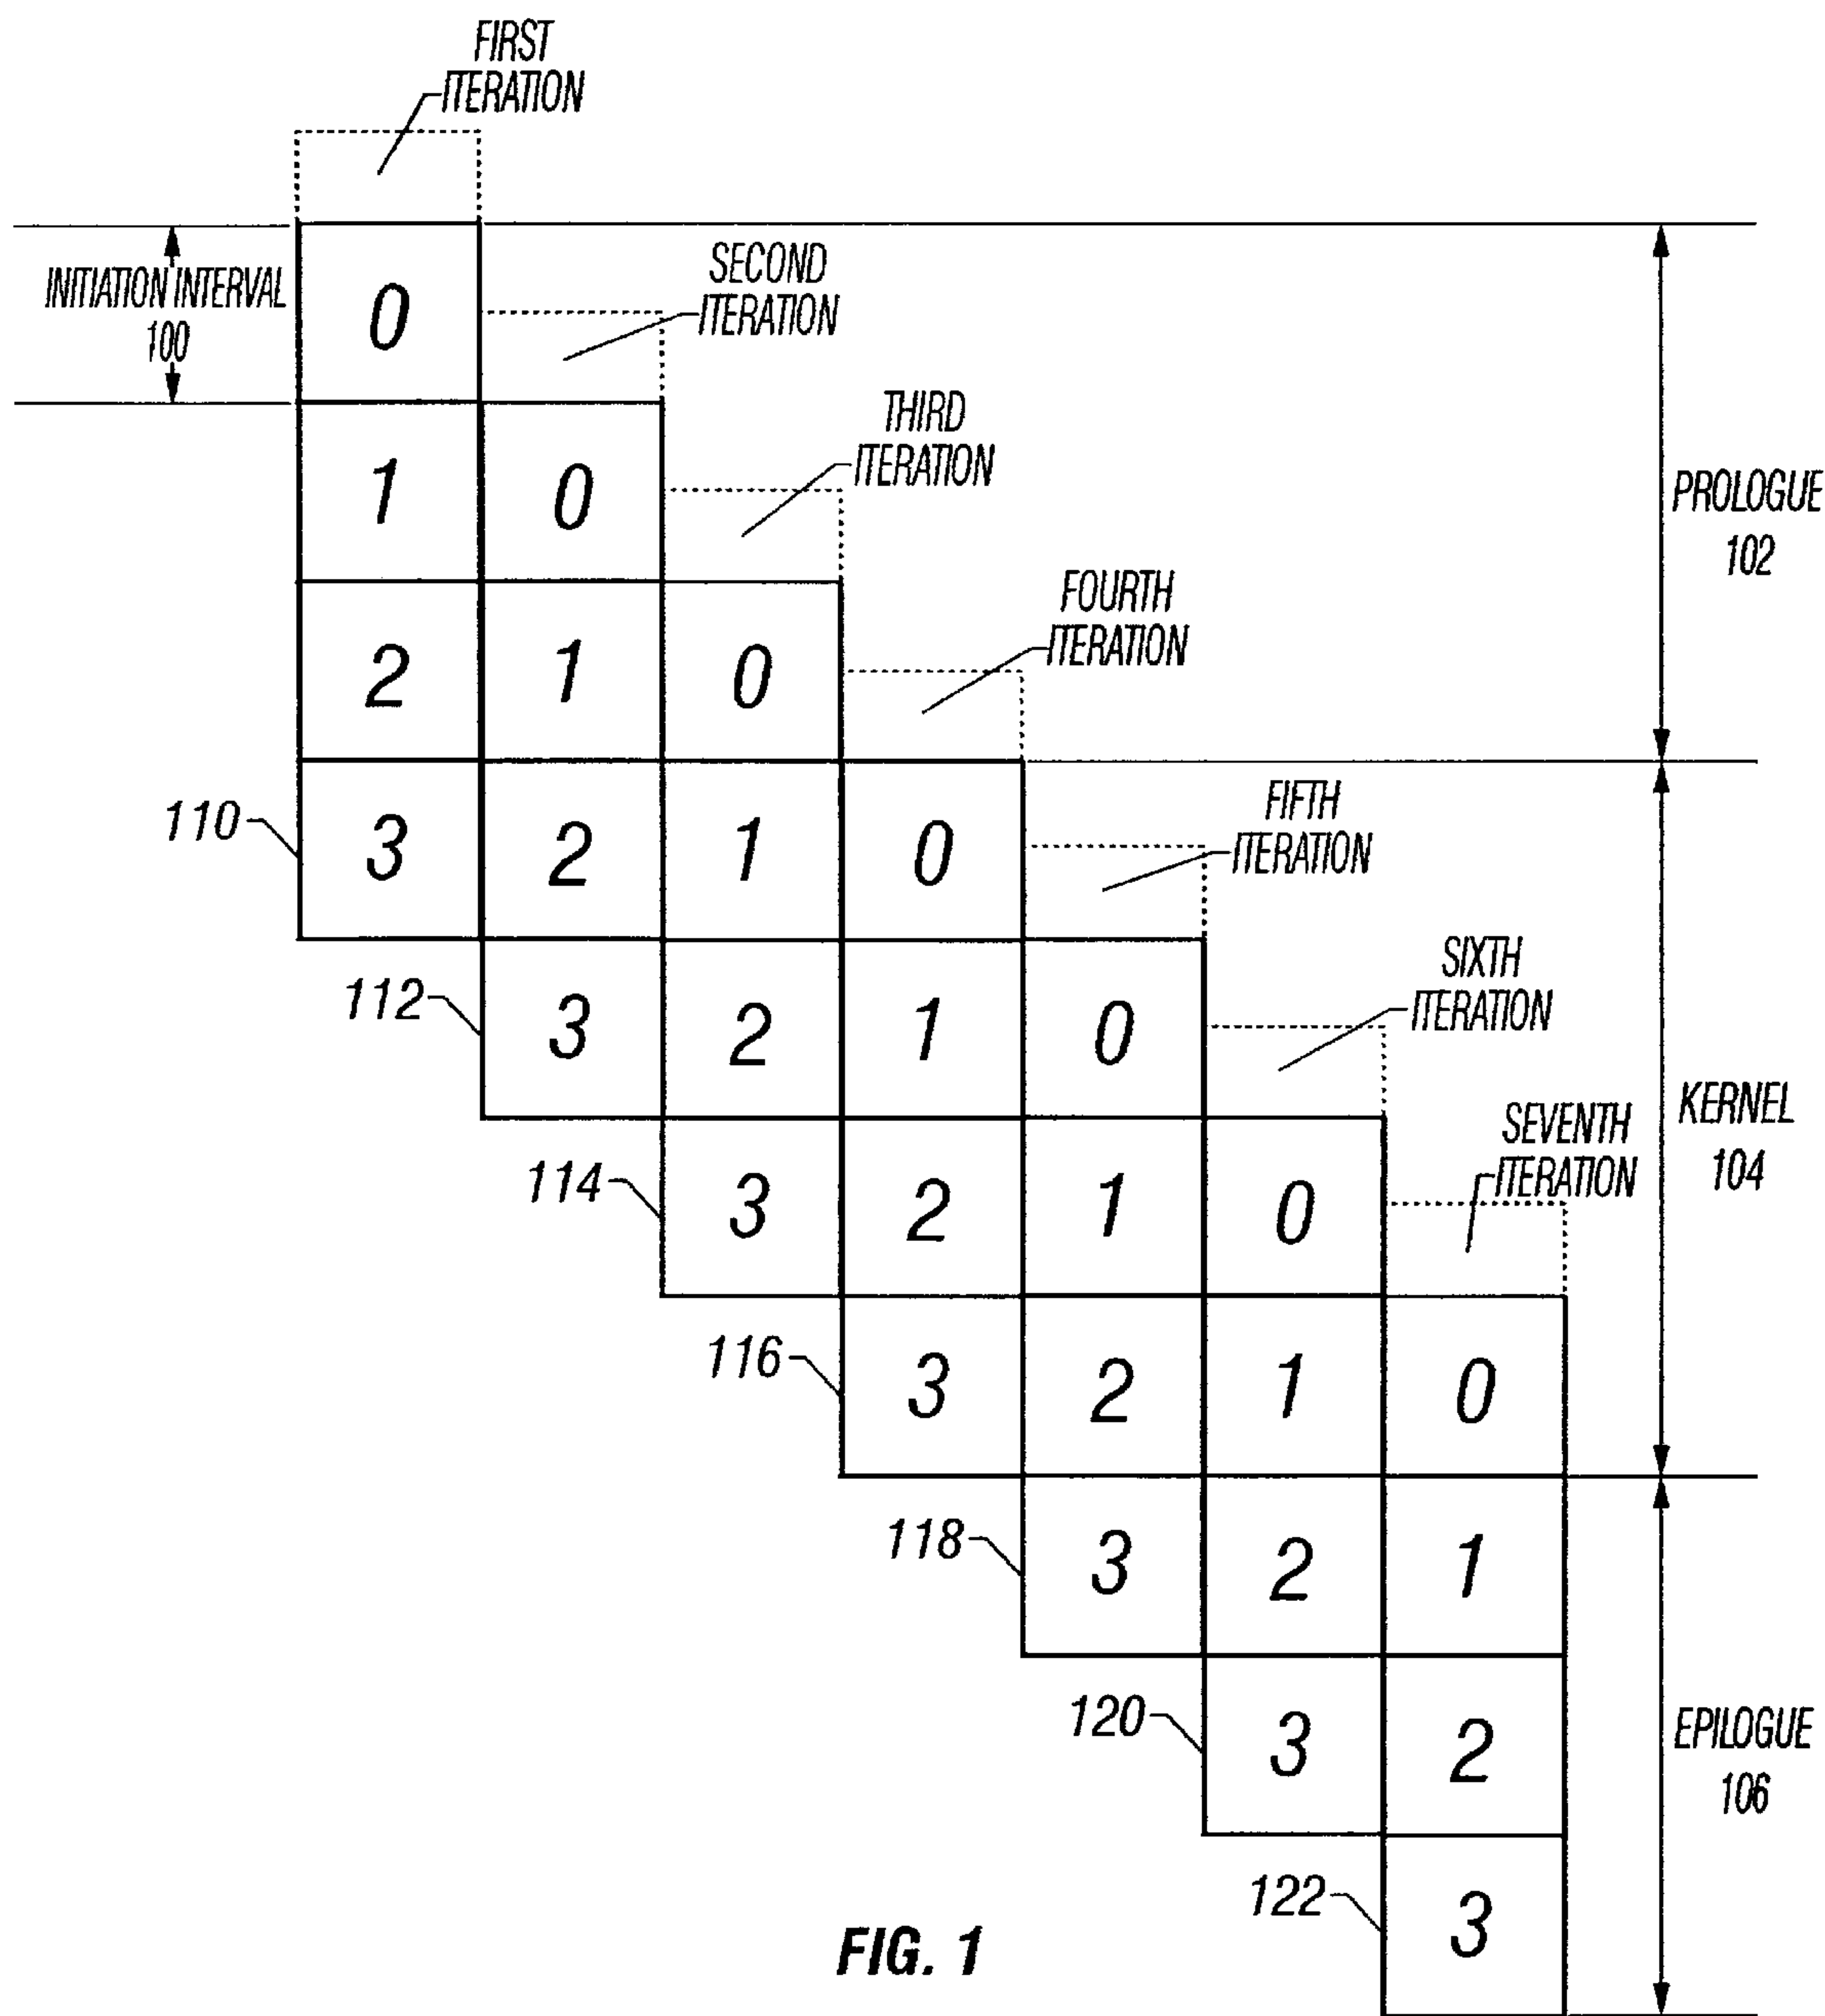 FIRST
ITERATION
INITIATION INTERVAL
100
0
SECOND
ITERATION
1 0
THIRD
ITERATION
PROLOGUE
102
2 1 0
FOURTH
ITERATION
110
3 2 1 0
FIFTH
ITERATION
112
3 2 1 0
SIXTH
ITERATION
KERNEL
104
114
3 2 1 0
SEVENTH
ITERATION
116
3 2 1 0
118
3 2 1
120
3 2
EPILOGUE
106
122
3
FIG. 1